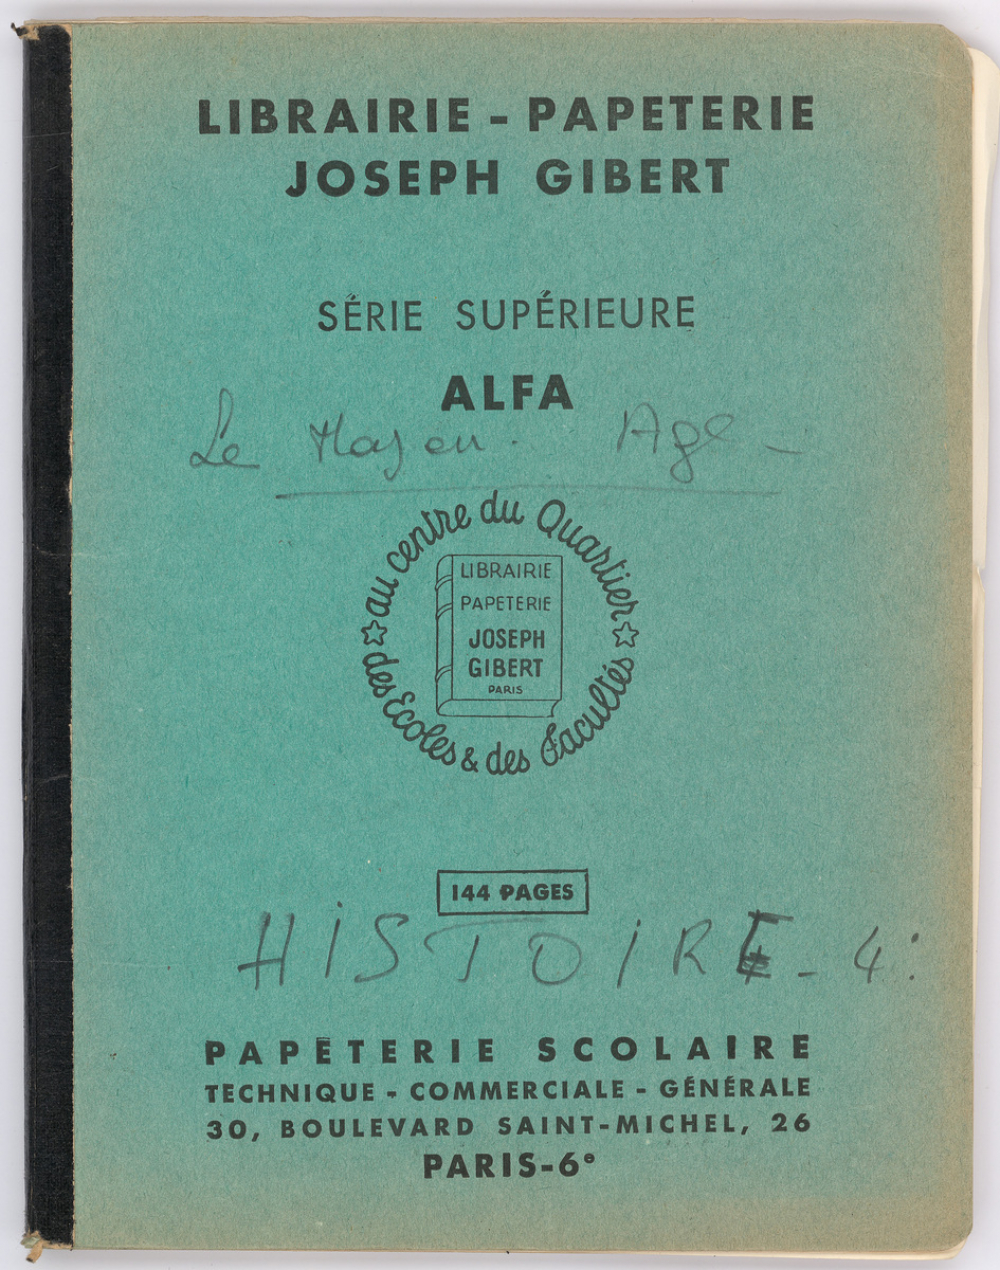 LIBRAIRIE - PAPETERIE
JOSEPH GIBERT
SÉRIE SUPÉRIEURE
ALFA
Le Moyen Age -
au centre du Quartier
des Ecoles & des Facultés
LIBRAIRIE
PAPETERIE
JOSEPH
GIBERT
PARIS
144 PAGES
HISTOIRE - 4:
PAPETERIE SCOLAIRE
TECHNIQUE - COMMERCIALE - GÉNÉRALE
30, BOULEVARD SAINT-MICHEL, 26
PARIS-6e